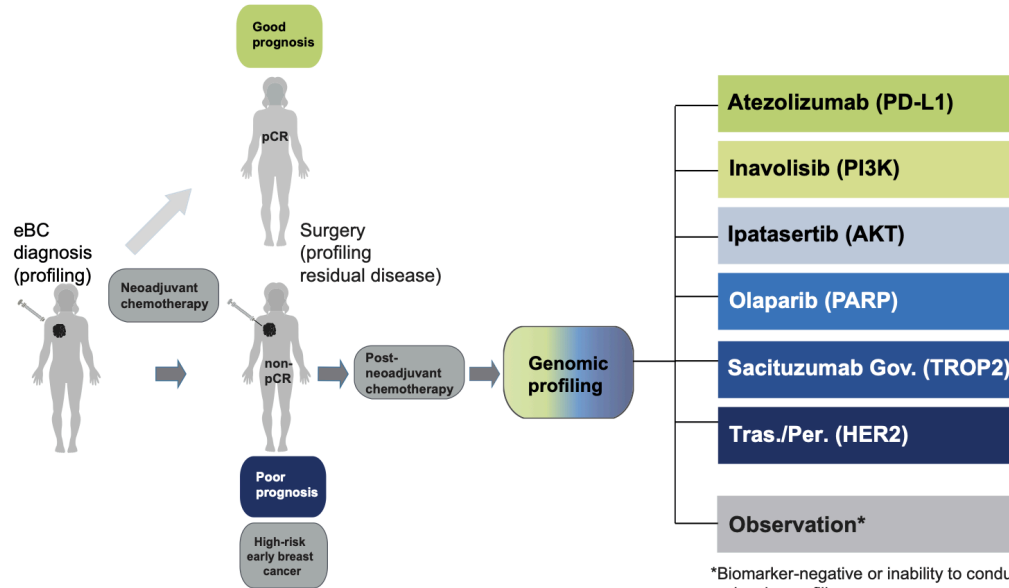 Good
prognosis
pCR
eBC
diagnosis
(profiling)
Neoadjuvant
chemotherapy
Surgery
(profiling
residual disease)
non-
pCR
Post-
neoadjuvant
chemotherapy
Poor
prognosis
High-risk
early breast
cancer
Genomic
profiling
Atezolizumab (PD-L1)
Inavolisib (PI3K)
Ipatasertib (AKT)
Olaparib (PARP)
Sacituzumab Gov. (TROP2)
Tras./Per. (HER2)
Observation*
*Biomarker-negative or inability to condu